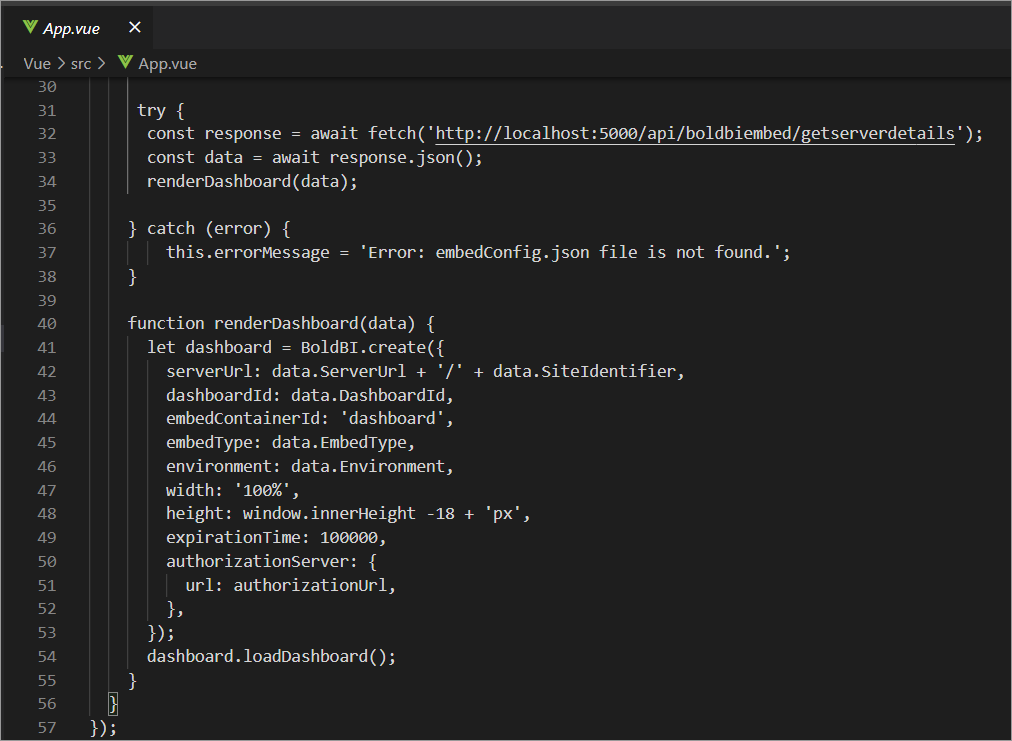 App.vue ×
Vue > src > App.vue
30
31 try {
32 const response = await fetch('http://localhost:5000/api/boldbiembed/getserverdetails');
33 const data = await response.json();
34 renderDashboard(data);
35
36 } catch (error) {
37 this.errorMessage = 'Error: embedConfig.json file is not found.';
38 }
39
40 function renderDashboard(data) {
41 let dashboard = BoldBI.create({
42 serverUrl: data.ServerUrl + '/' + data.SiteIdentifier,
43 dashboardId: data.DashboardId,
44 embedContainerId: 'dashboard',
45 embedType: data.EmbedType,
46 environment: data.Environment,
47 width: '100%',
48 height: window.innerHeight -18 + 'px',
49 expirationTime: 100000,
50 authorizationServer: {
51 url: authorizationUrl,
52 },
53 });
54 dashboard.loadDashboard();
55 }
56 }
57 });